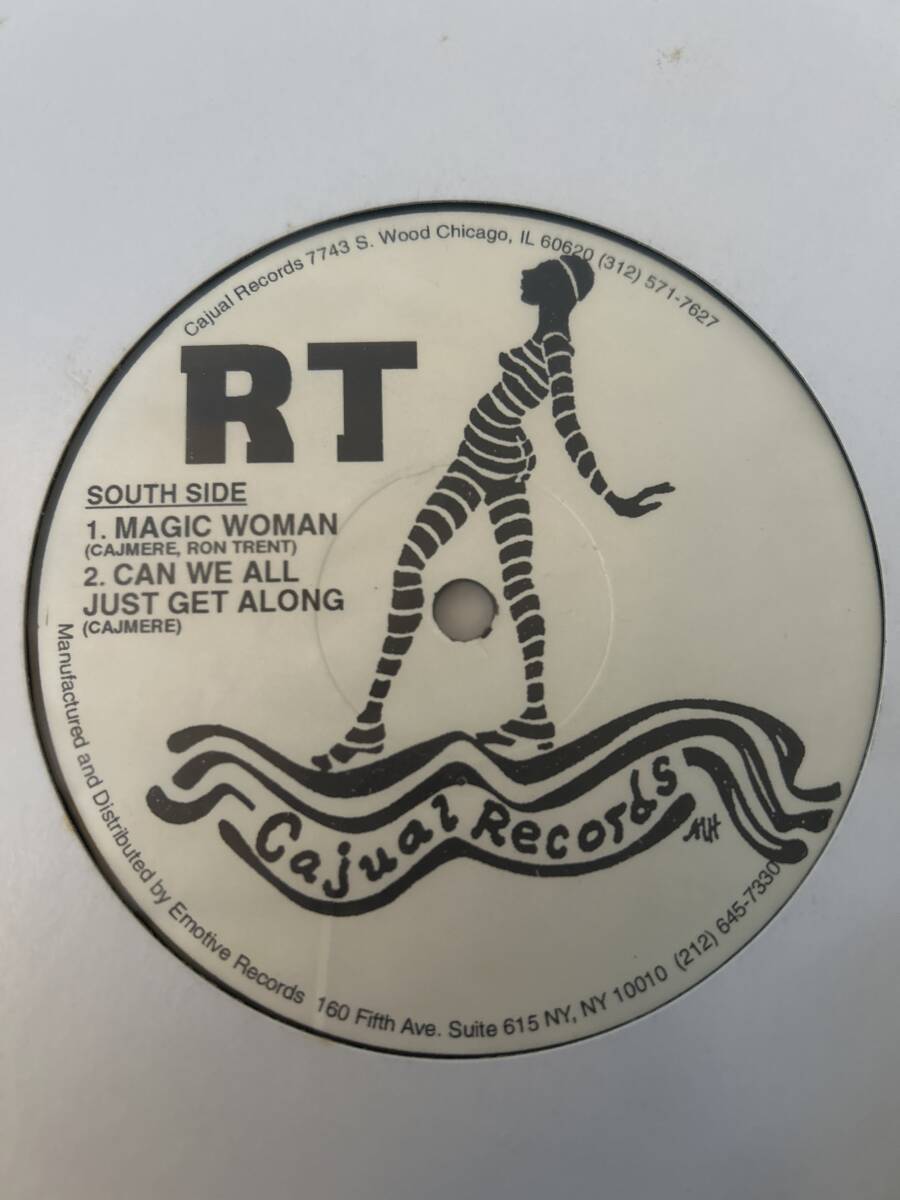 Cajual Records 7743 S. Wood Chicago, IL 60620 (312) 571-7627
RT
SOUTH SIDE
1. MAGIC WOMAN
(CAJMERE, RON TRENT)
2. CAN WE ALL
JUST GET ALONG
(CAJMERE)
Cajual Records
Manufactured and Distributed by Emotive Records 160 Fifth Ave. Suite 615 NY, NY 10010 (212) 645-7330